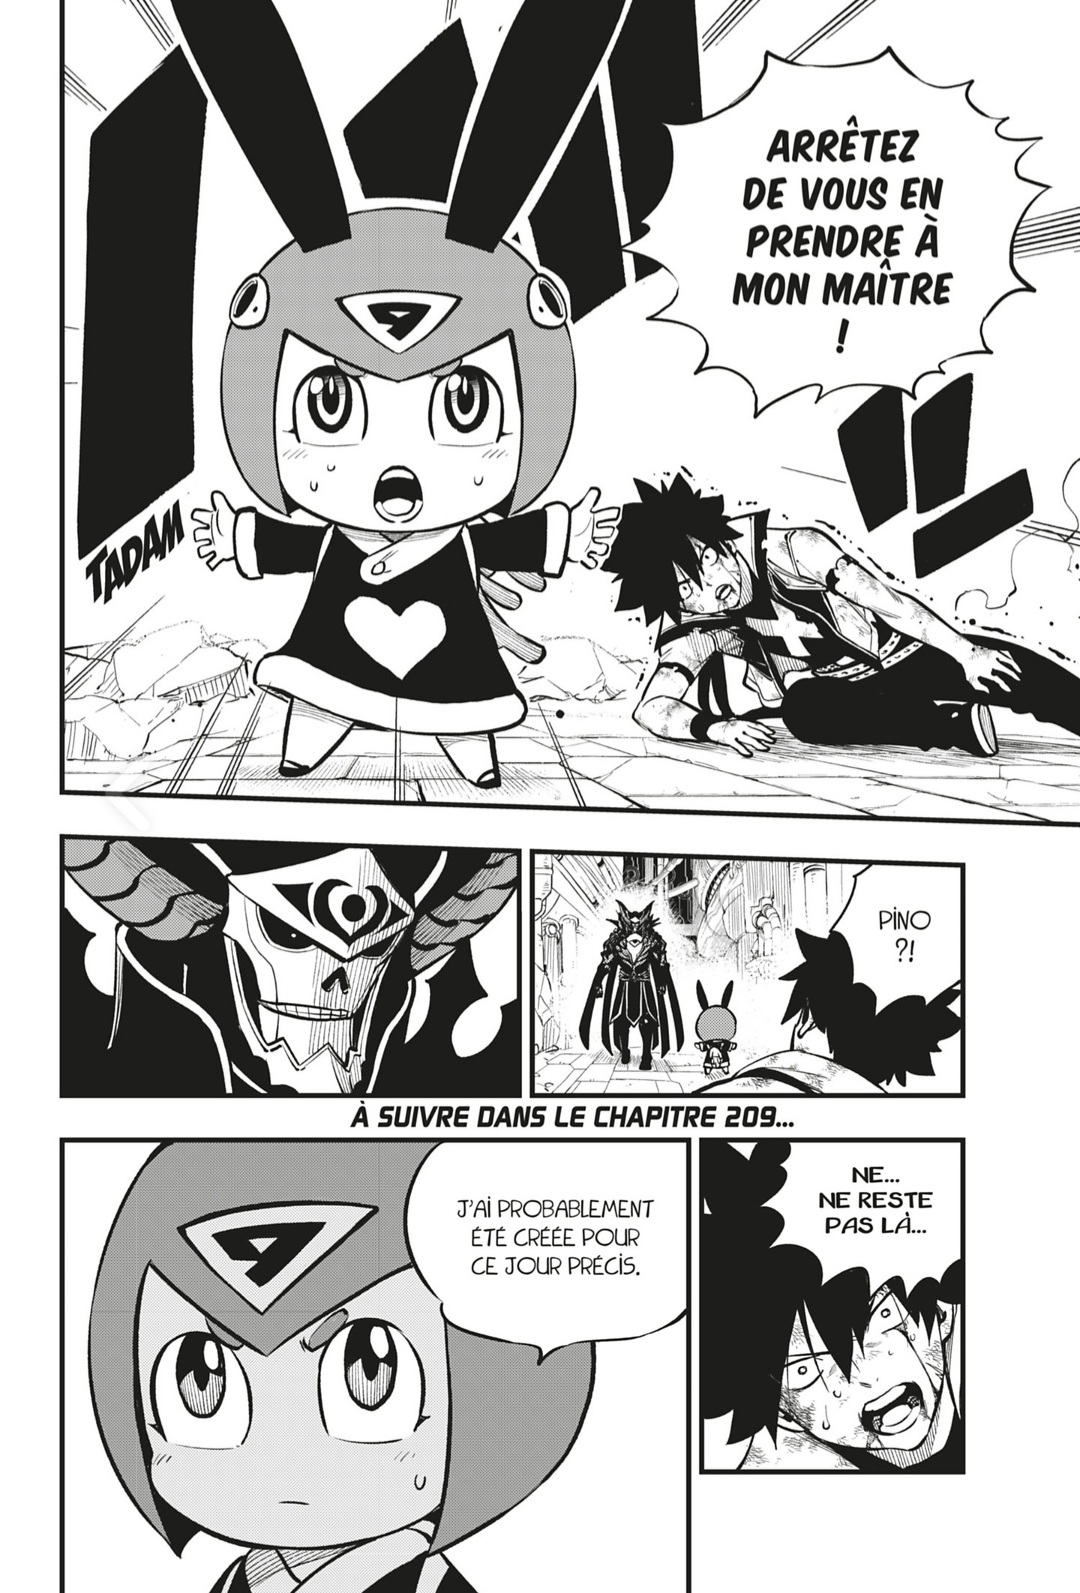 ARRÊTEZ
DE VOUS EN
PRENDRE À
MON MAÎTRE
!
TADAM
PINO
?!
À SUIVRE DANS LE CHAPITRE 209...
NE...
NE RESTE
PAS LÀ...
J'AI PROBABLEMENT
ÉTÉ CRÉÉE POUR
CE JOUR PRÉCIS.